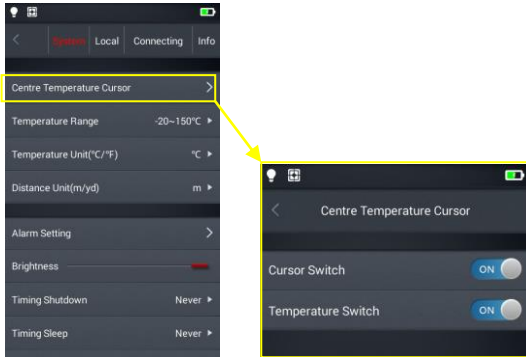 System Local Connecting Info
Centre Temperature Cursor
Temperature Range -20~150℃
Temperature Unit(℃/℉) ℃
Distance Unit(m/yd) m
Alarm Setting
Brightness
Timing Shutdown Never
Timing Sleep Never
Centre Temperature Cursor
Cursor Switch ON
Temperature Switch ON